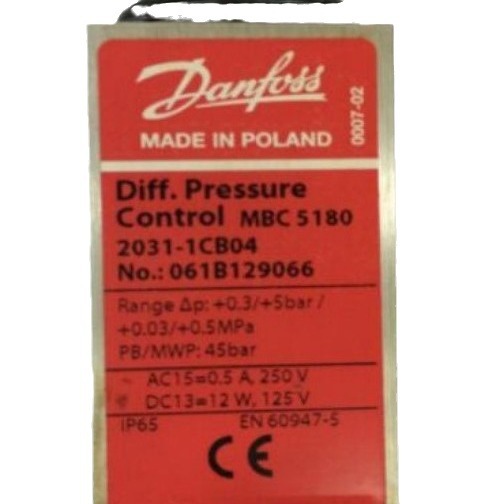 Danfoss
MADE IN POLAND
0007-02
Diff. Pressure
Control MBC 5180
2031-1CB04
No.: 061B129066
Range Δp: +0.3/+5bar /
+0.03/+0.5MPa
PB/MWP: 45bar
~ AC15=0.5 A, 250 V
DC13=12 W, 125 V
IP65 EN 60947-5
CE